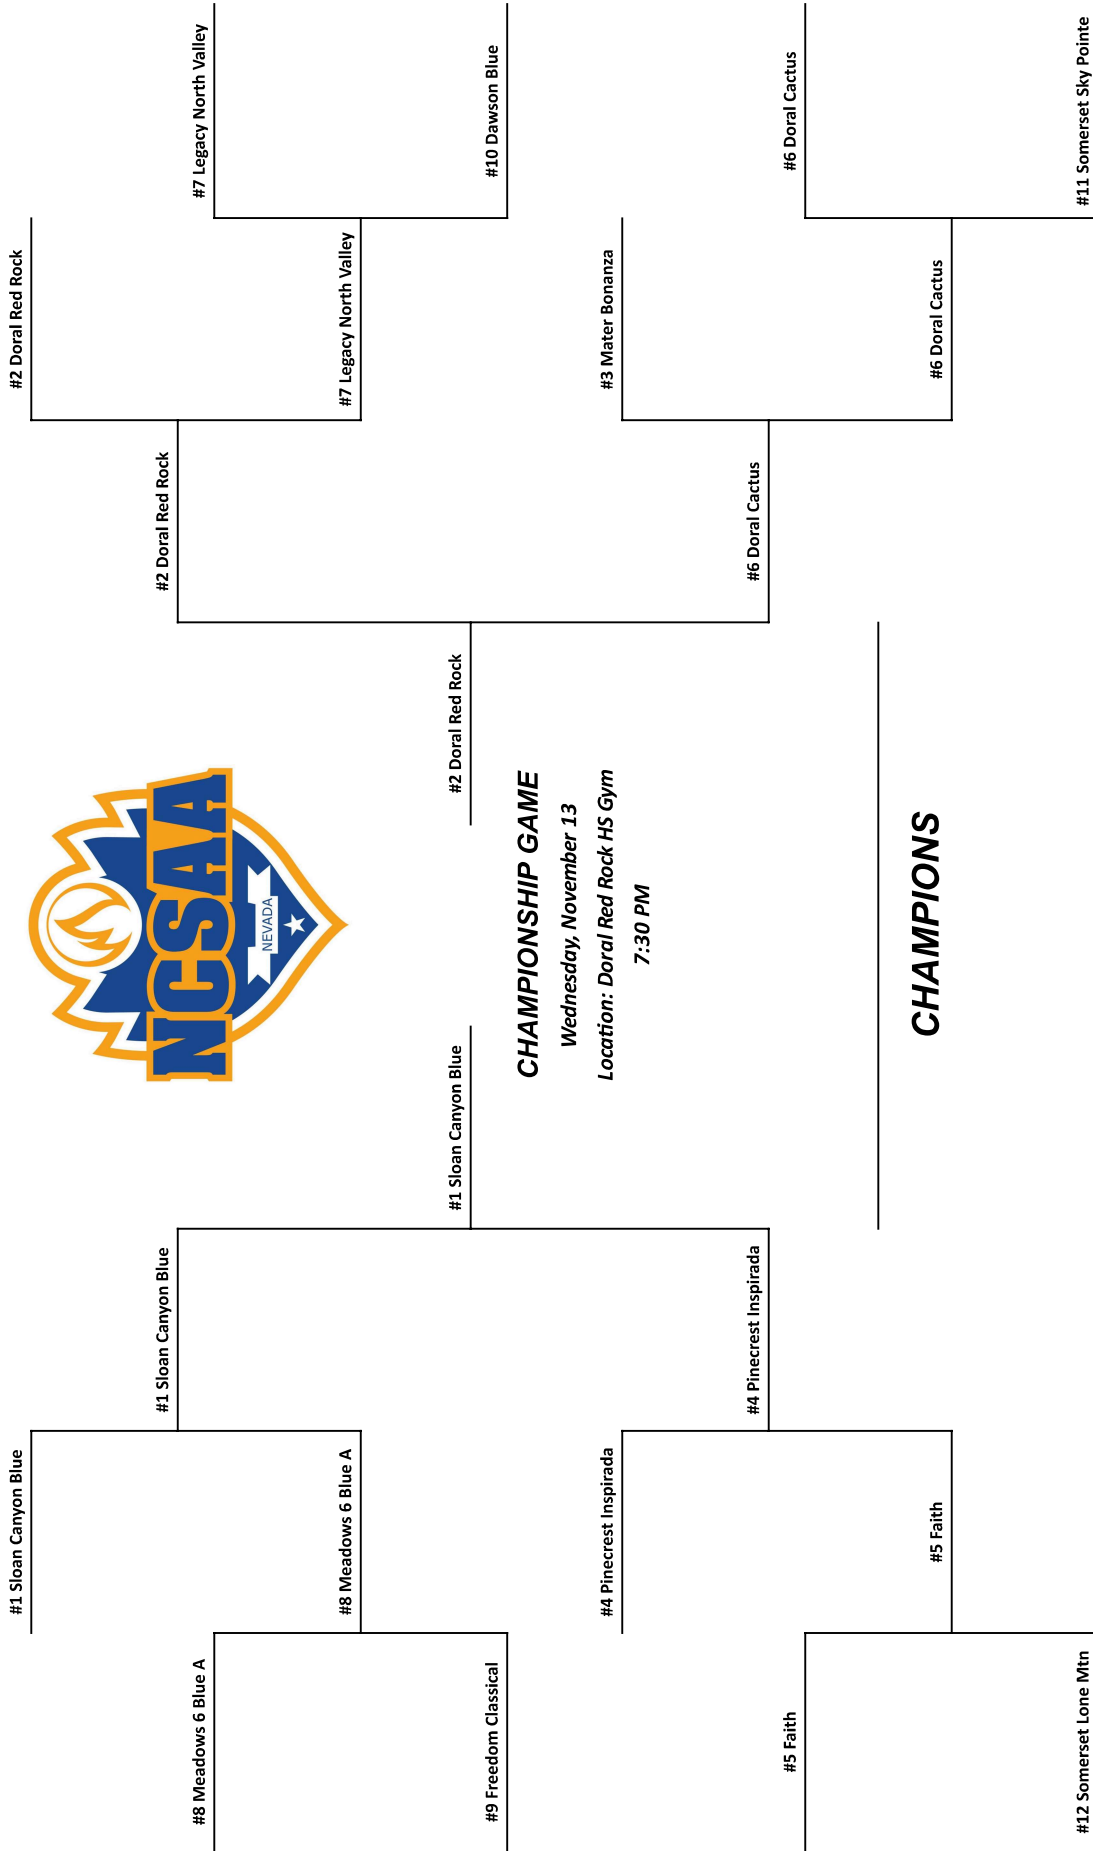 #1 Sloan Canyon Blue
#8 Meadows 6 Blue A
#9 Freedom Classical
#8 Meadows 6 Blue A
#1 Sloan Canyon Blue
#4 Pinecrest Inspirada
#5 Faith
#12 Somerset Lone Mtn
#5 Faith
#4 Pinecrest Inspirada
#1 Sloan Canyon Blue
NCSAA
NEVADA
#2 Doral Red Rock
CHAMPIONSHIP GAME
Wednesday, November 13
Location: Doral Red Rock HS Gym
7:30 PM
CHAMPIONS
#2 Doral Red Rock
#7 Legacy North Valley
#10 Dawson Blue
#7 Legacy North Valley
#2 Doral Red Rock
#3 Mater Bonanza
#6 Doral Cactus
#11 Somerset Sky Pointe
#6 Doral Cactus
#6 Doral Cactus